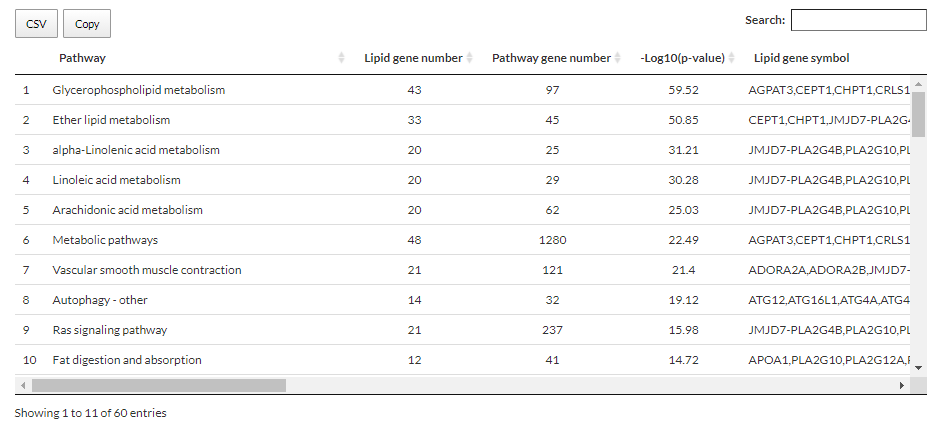 CSV Copy Search:
Pathway Lipid gene number Pathway gene number -Log10(p-value) Lipid gene symbol
1 Glycerophospholipid metabolism 43 97 59.52 AGPAT3,CEPT1,CHPT1,CRLS1
2 Ether lipid metabolism 33 45 50.85 CEPT1,CHPT1,JMJD7-PLA2G4
3 alpha-Linolenic acid metabolism 20 25 31.21 JMJD7-PLA2G4B,PLA2G10,PL
4 Linoleic acid metabolism 20 29 30.28 JMJD7-PLA2G4B,PLA2G10,PL
5 Arachidonic acid metabolism 20 62 25.03 JMJD7-PLA2G4B,PLA2G10,PL
6 Metabolic pathways 48 1280 22.49 AGPAT3,CEPT1,CHPT1,CRLS1
7 Vascular smooth muscle contraction 21 121 21.4 ADORA2A,ADORA2B,JMJD7-
8 Autophagy - other 14 32 19.12 ATG12,ATG16L1,ATG4A,ATG4
9 Ras signaling pathway 21 237 15.98 JMJD7-PLA2G4B,PLA2G10,PL
10 Fat digestion and absorption 12 41 14.72 APOA1,PLA2G10,PLA2G12A,
Showing 1 to 11 of 60 entries